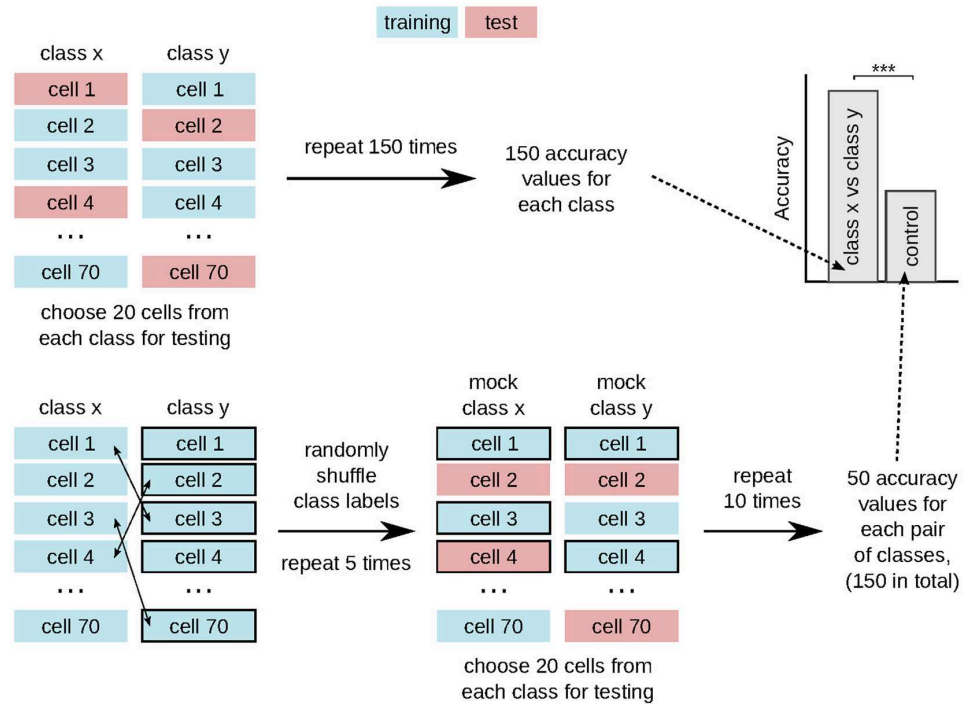 training
test
class x
class y
cell 1
cell 1
cell 2
cell 2
cell 3
cell 3
cell 4
cell 4
...
...
cell 70
cell 70
choose 20 cells from
each class for testing
repeat 150 times
150 accuracy
values for
each class
Accuracy
class x vs class y
control
***
class x
class y
cell 1
cell 1
cell 2
cell 2
cell 3
cell 3
cell 4
cell 4
...
...
cell 70
cell 70
randomly
shuffle
class labels
repeat 5 times
mock
class x
mock
class y
cell 1
cell 1
cell 2
cell 2
cell 3
cell 3
cell 4
cell 4
...
...
cell 70
cell 70
choose 20 cells from
each class for testing
repeat
10 times
50 accuracy
values for
each pair
of classes,
(150 in total)